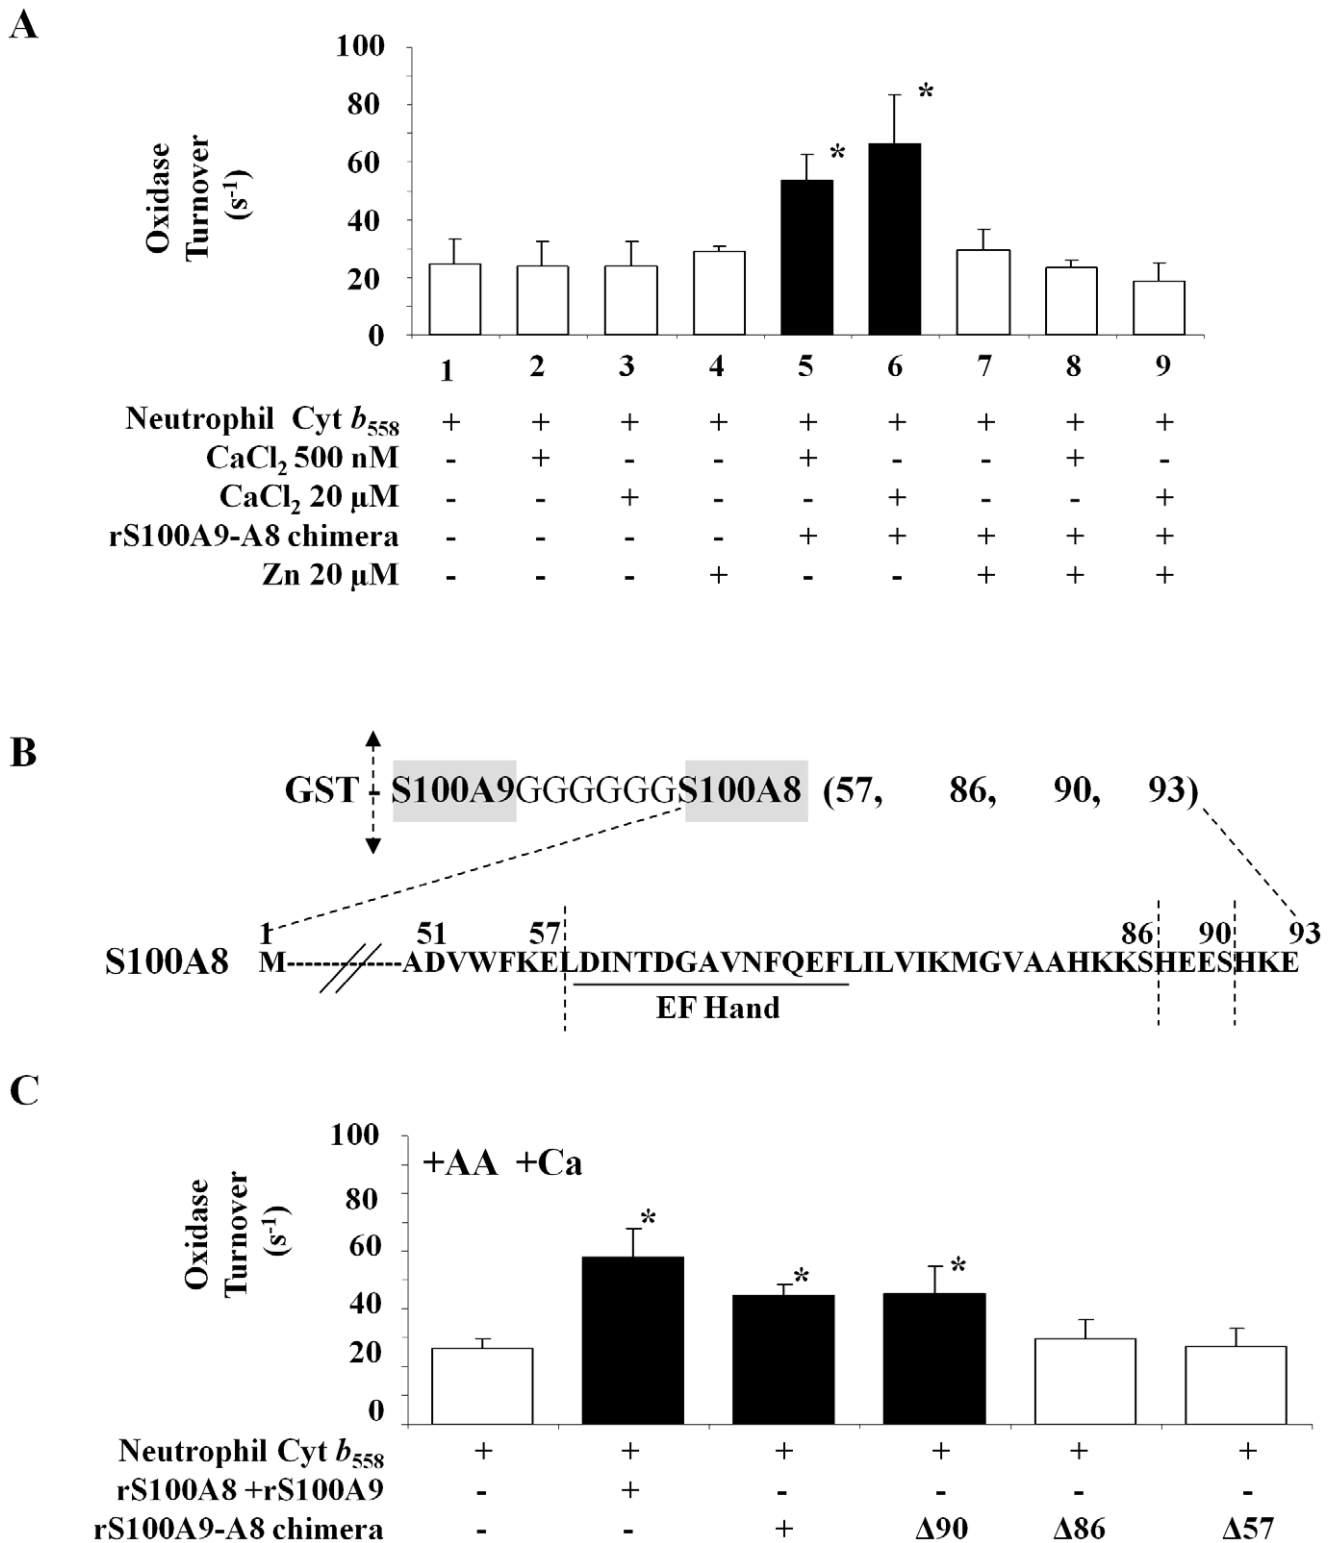 A
100
80
60
40
20
0
Oxidase
Turnover
(s⁻¹)
*
*
1 2 3 4 5 6 7 8 9
Neutrophil Cyt b₅₅₈ + + + + + + + + +
CaCl₂ 500 nM - + - - + - - + -
CaCl₂ 20 µM - - + - - + - - +
rS100A9-A8 chimera - - - - + + + + +
Zn 20 µM - - - + - - + + +
B
GST - S100A9GGGGGGS100A8 (57, 86, 90, 93)
1 51 57 86 90 93
S100A8 M--------//--------ADVWFKELDINTDGAVNFQEFLILVIKMGVAAHKKSHEESHKE
EF Hand
C
100
80
60
40
20
0
Oxidase
Turnover
(s⁻¹)
+AA +Ca
*
*
*
Neutrophil Cyt b₅₅₈ + + + + + +
rS100A8 +rS100A9 - + - - - -
rS100A9-A8 chimera - - + Δ90 Δ86 Δ57